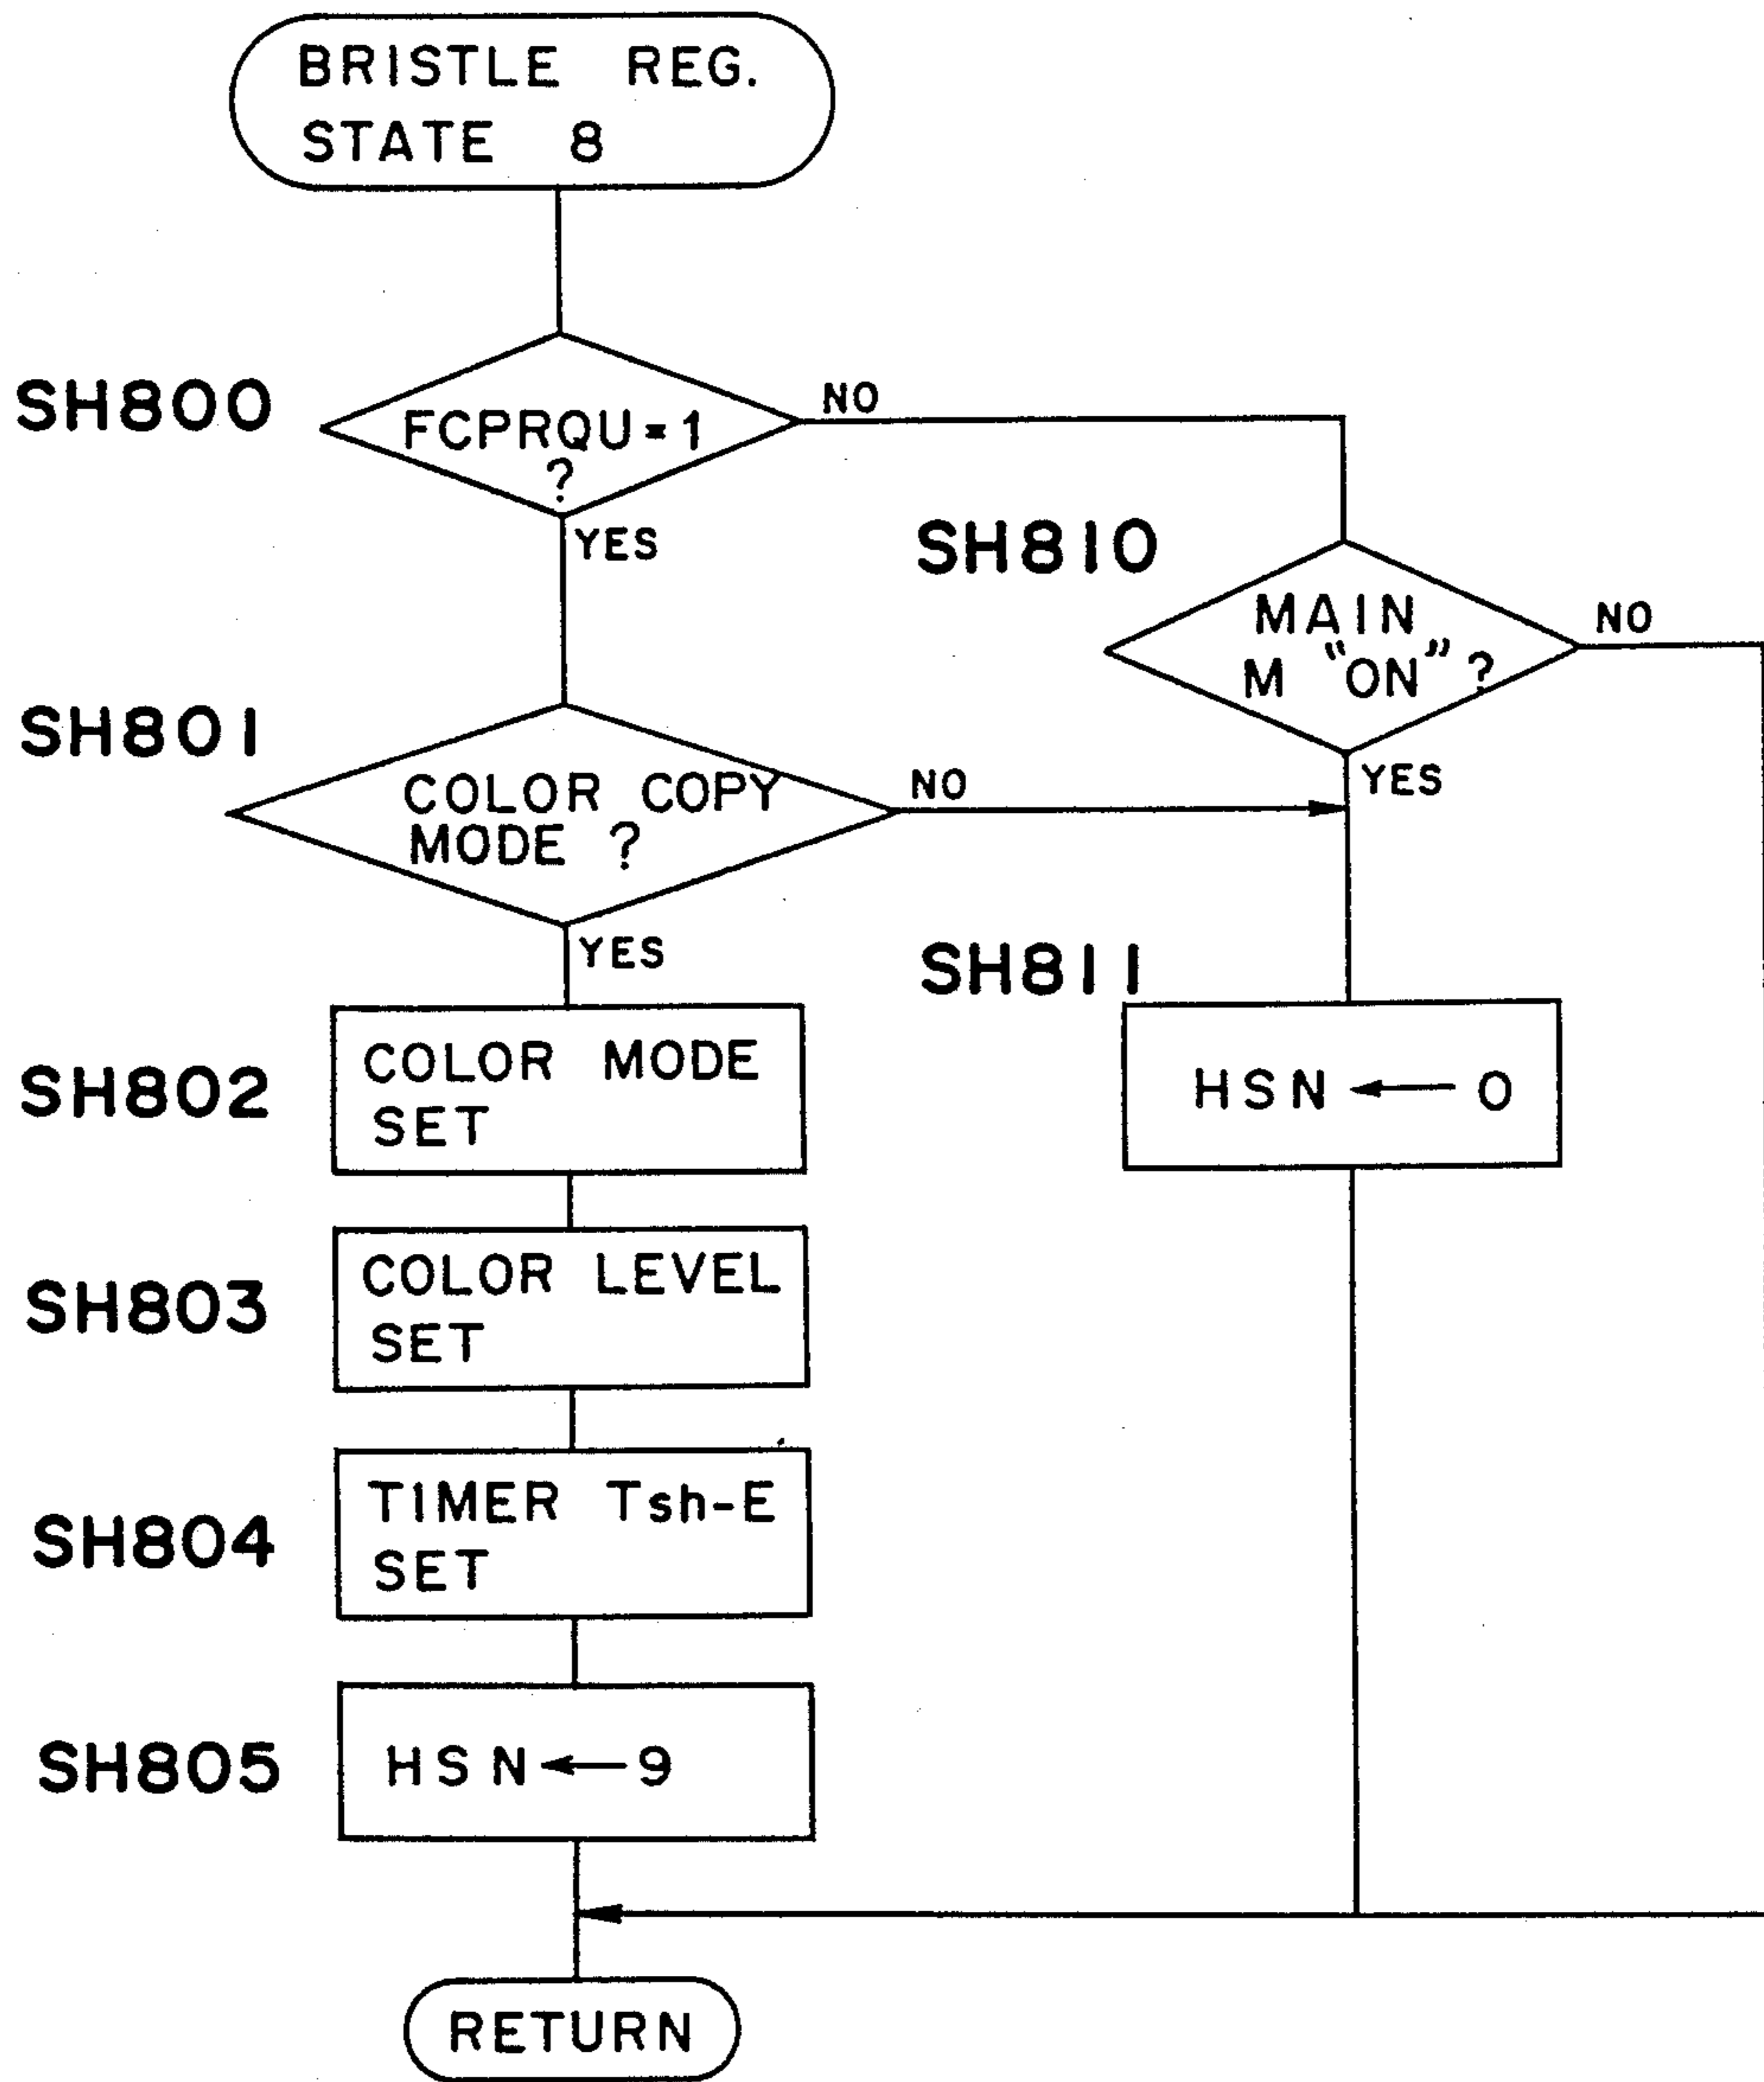 BRISTLE REG.
STATE 8
SH800
FCPRQU=1
?
NO
YES
SH810
MAIN
M "ON" ?
NO
YES
SH801
COLOR COPY
MODE ?
NO
YES
SH811
HSN ← 0
SH802
COLOR MODE
SET
SH803
COLOR LEVEL
SET
SH804
TIMER Tsh-E
SET
SH805
HSN ← 9
RETURN